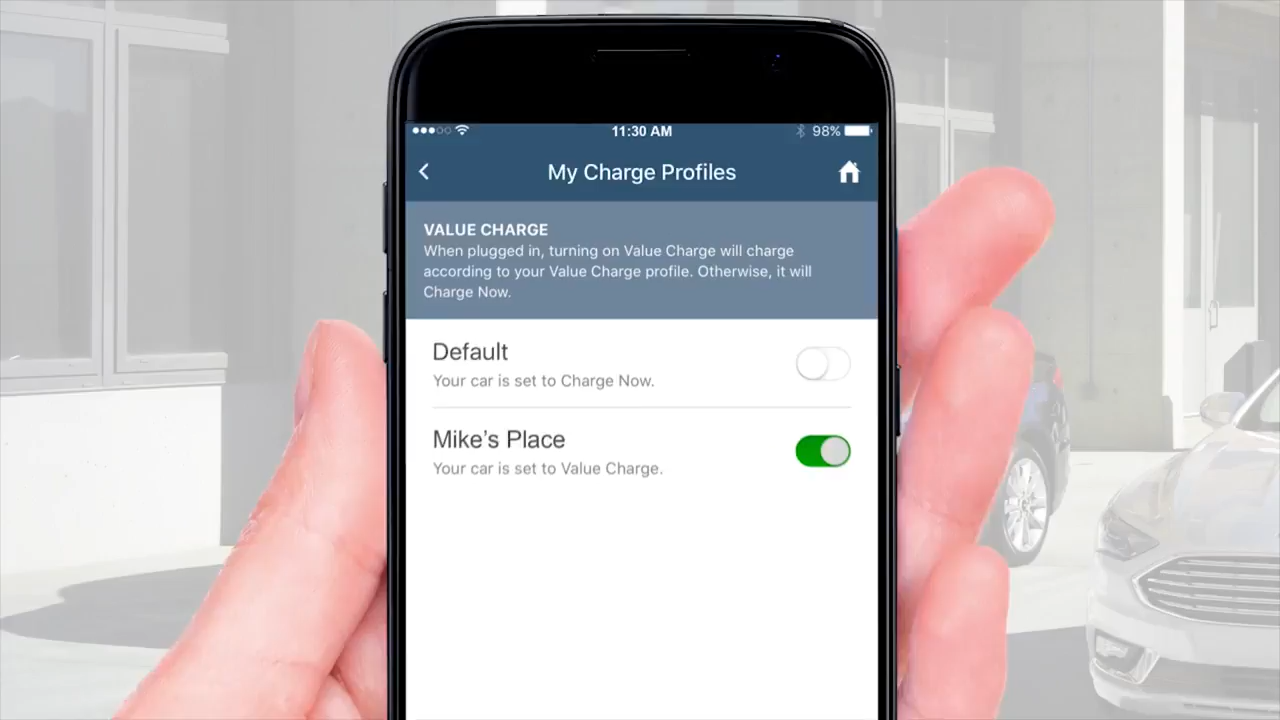 11:30 AM
98%
My Charge Profiles
VALUE CHARGE
When plugged in, turning on Value Charge will charge
according to your Value Charge profile. Otherwise, it will
Charge Now.
Default
Your car is set to Charge Now.
Mike’s Place
Your car is set to Value Charge.